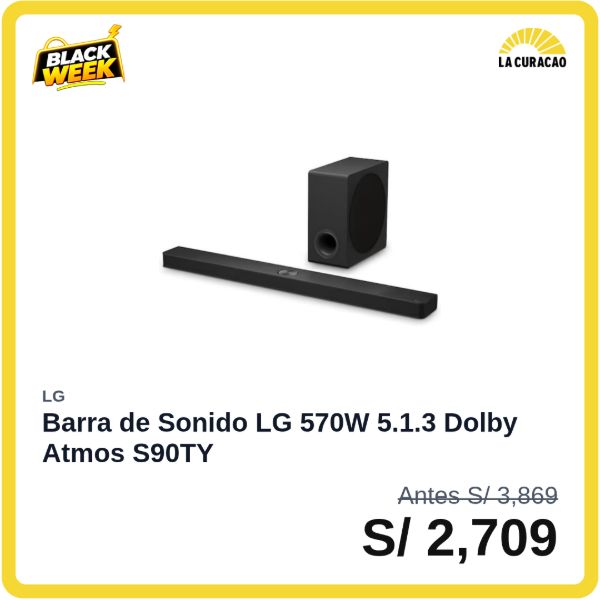 BLACK
WEEK
LA CURACAO
LG
Barra de Sonido LG 570W 5.1.3 Dolby
Atmos S90TY
Antes S/ 3,869
S/ 2,709